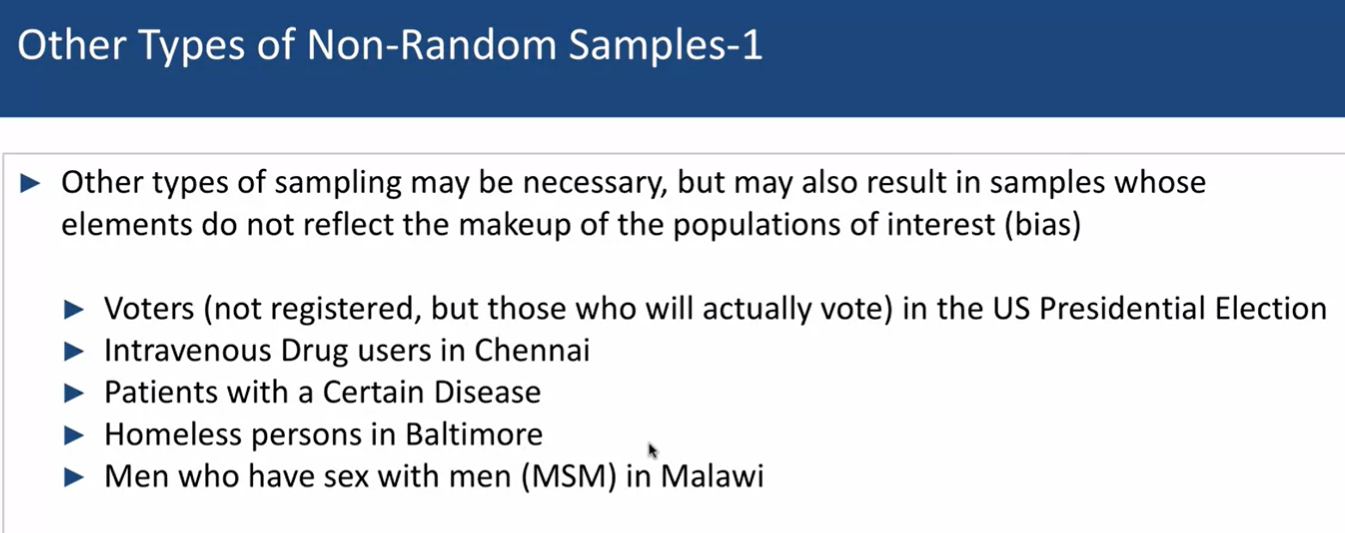 Other Types of Non-Random Samples-1
► Other types of sampling may be necessary, but may also result in samples whose
elements do not reflect the makeup of the populations of interest (bias)
► Voters (not registered, but those who will actually vote) in the US Presidential Election
► Intravenous Drug users in Chennai
► Patients with a Certain Disease
► Homeless persons in Baltimore
► Men who have sex with men (MSM) in Malawi